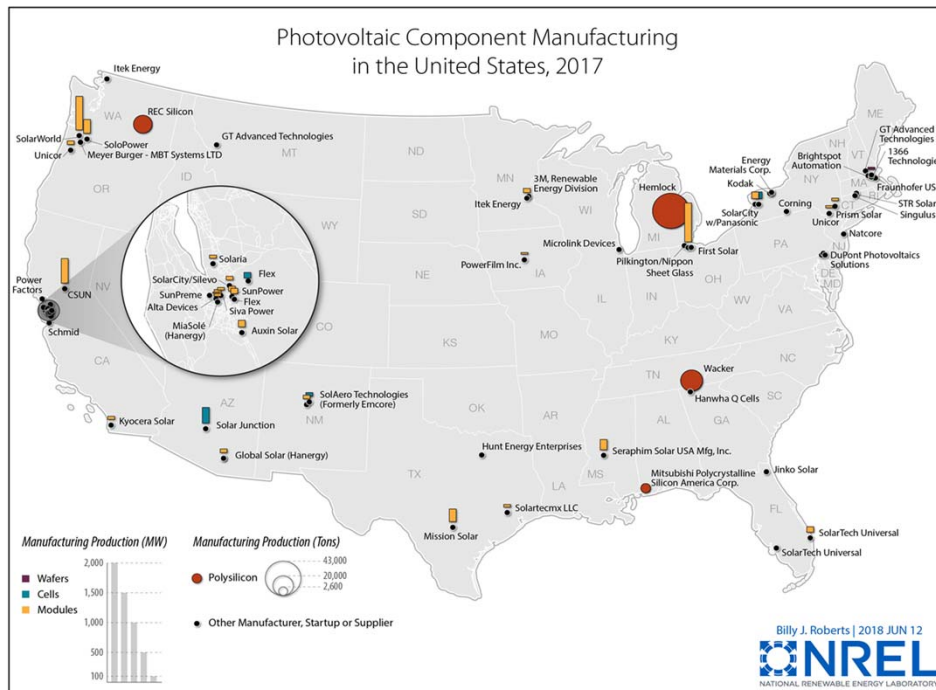 Photovoltaic Component Manufacturing
in the United States, 2017
Itek Energy
WA
REC Silicon
SolarWorld
SoloPower
Unicor
Meyer Burger - MBT Systems LTD
GT Advanced Technologies
MT
ND
OR
ID
MN
3M, Renewable
Energy Division
Itek Energy
WI
Hemlock
MI
Energy
Materials Corp.
Kodak
SolarCity
w/Panasonic
NY
Corning
Brightspot
Automation
ME
VT
NH
GT Advanced
Technologies
1366
Technologies
MA
Fraunhofer US
RI
CT
STR Solar
Singulus
Unicor
Prism Solar
Natcore
NJ
DuPont Photovoltaics
Solutions
DE
MD
PA
SD
WY
Microlink Devices
Pilkington/Nippon
Sheet Glass
First Solar
PowerFilm Inc.
IA
NE
OH
IL
IN
WV
VA
Solaria
SolarCity/Silevo
Flex
SunPreme
SunPower
Alta Devices
Flex
Siva Power
MiaSolé
(Hanergy)
Auxin Solar
Power
Factors
CSUN
NV
Schmid
CA
UT
CO
KS
MO
KY
NC
TN
Wacker
Hanwha Q Cells
SC
AZ
Kyocera Solar
Solar Junction
SolAero Technologies
(Formerly Emcore)
NM
Global Solar (Hanergy)
OK
AR
AL
GA
Hunt Energy Enterprises
Seraphim Solar USA Mfg, Inc.
TX
LA
MS
Mitsubishi Polycrystalline
Silicon America Corp.
Jinko Solar
FL
Mission Solar
Solartecmx LLC
SolarTech Universal
SolarTech Universal
Manufacturing Production (MW)
2,000
1,500
1,000
500
100
Wafers
Cells
Modules
Manufacturing Production (Tons)
43,000
20,000
2,600
Polysilicon
Other Manufacturer, Startup or Supplier
Billy J. Roberts | 2018 JUN 12
NREL
NATIONAL RENEWABLE ENERGY LABORATORY